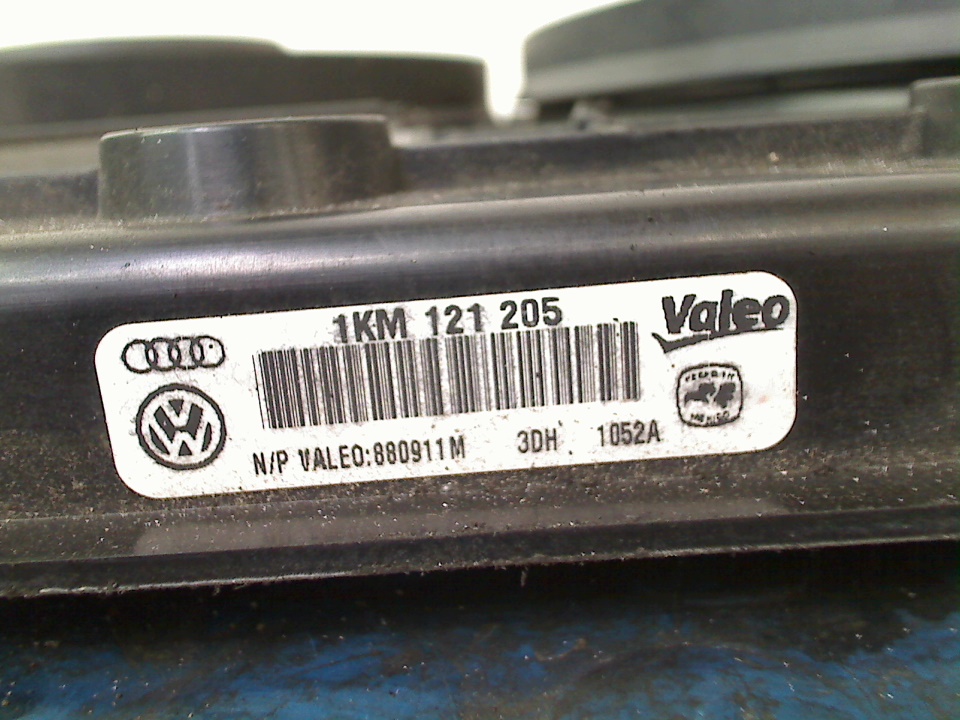 1KM 121 205
Valeo
N/P VALEO:880911M 3DH 1052A